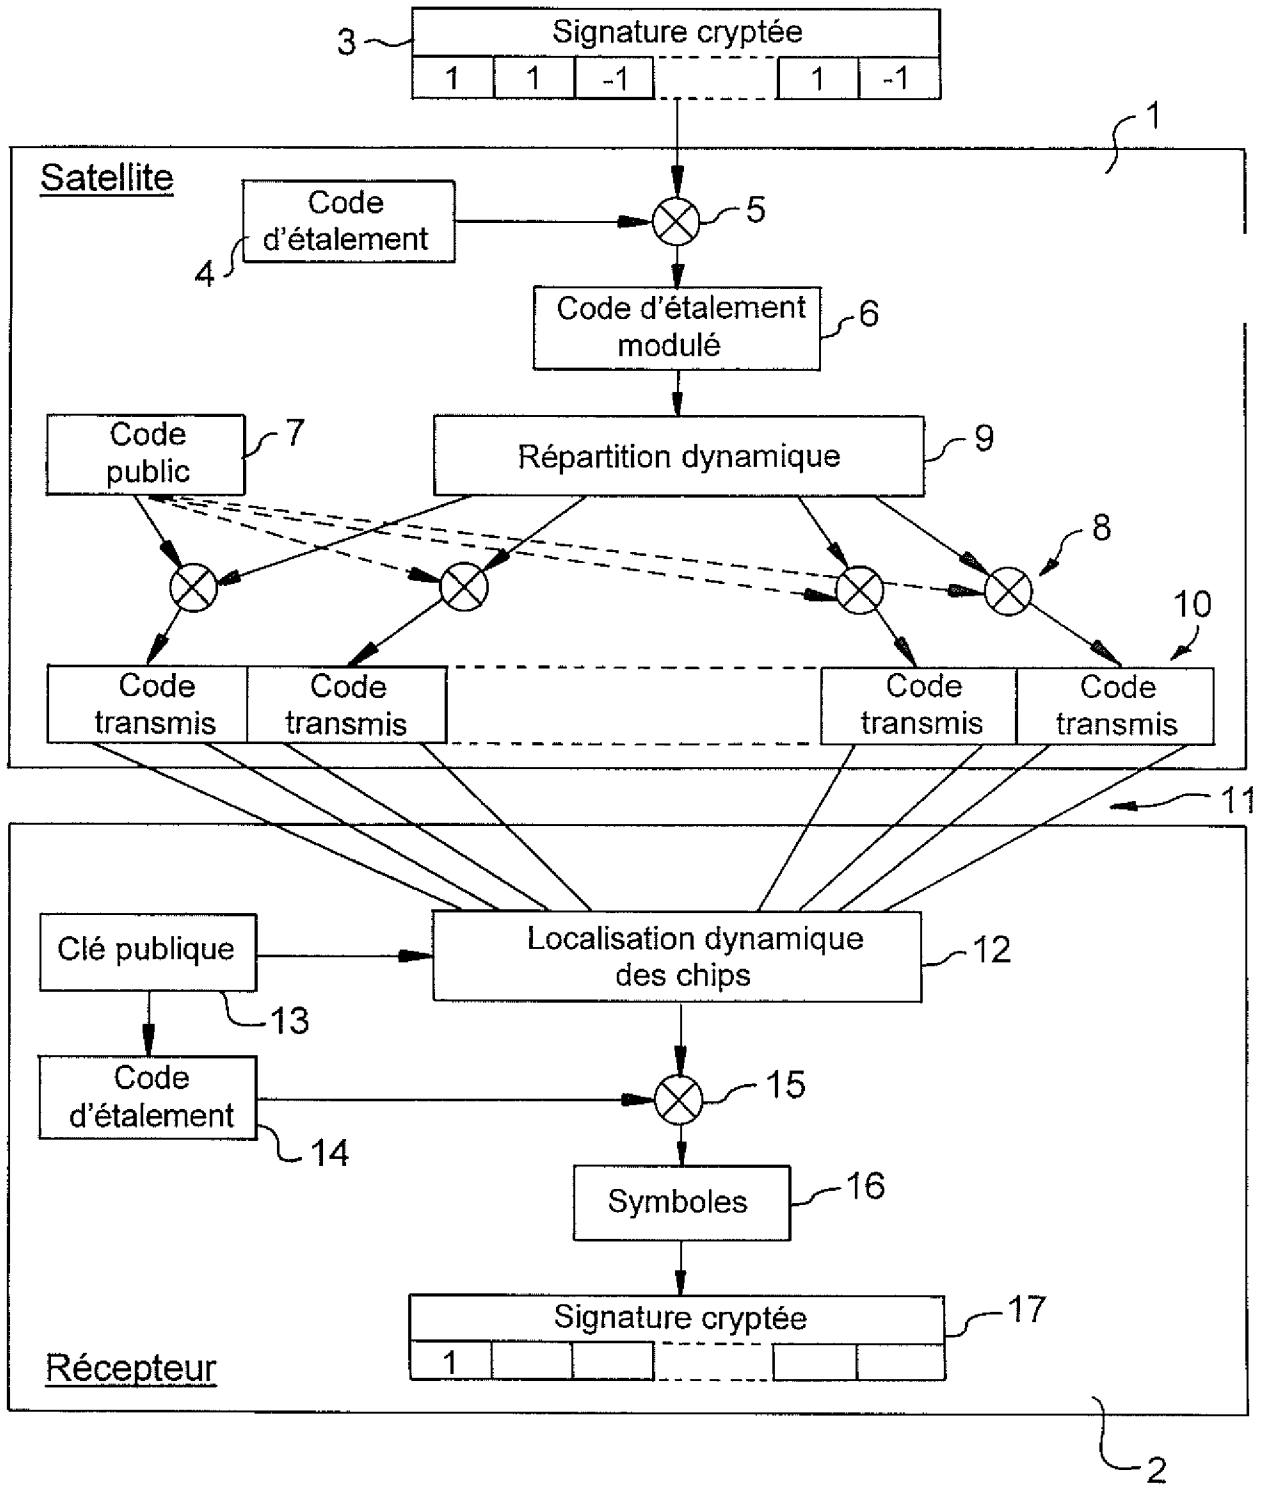 3
Signature cryptée
1 1 -1 1 -1
1
Satellite
Code
d'étalement
4
5
Code d'étalement
modulé
6
Code
public
7
Répartition dynamique
9
8
10
Code
transmis
Code
transmis
Code
transmis
Code
transmis
11
Clé publique
13
Localisation dynamique
des chips
12
Code
d'étalement
14
15
Symboles
16
Signature cryptée
17
1
Récepteur
2